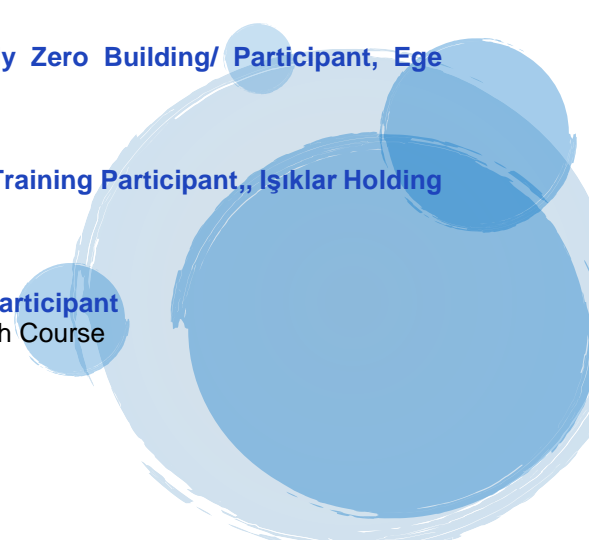 y Zero Building/ Participant, Ege
Training Participant,, Işıklar Holding
articipant
h Course